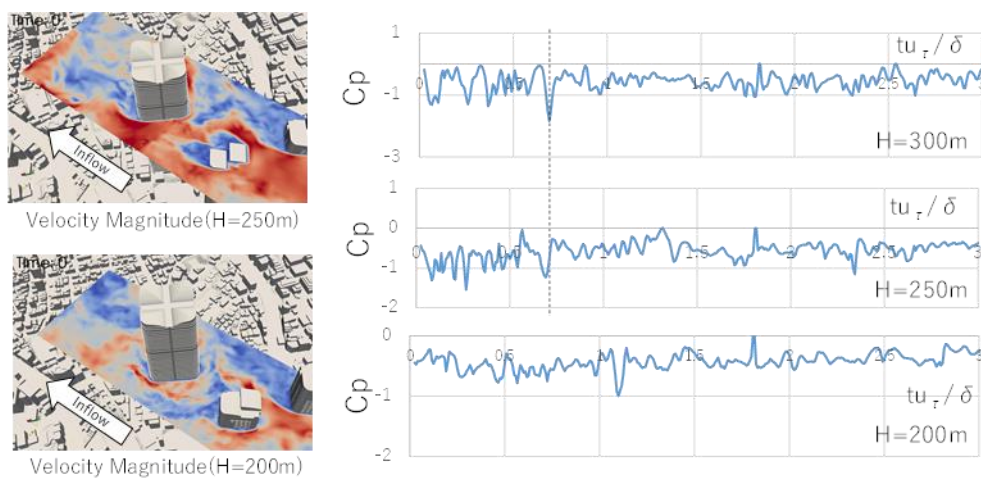 Time: 0
Inflow
Velocity Magnitude(H=250m)
Time: 0
Inflow
Velocity Magnitude(H=200m)
1
-1
-3
Cp
0.5
1
1.5
2
2.5
3
tu τ / δ
H=300m
1
0
-1
-2
Cp
0
0.5
1
1.5
2
2.5
3
tu τ / δ
H=250m
0
-1
-2
Cp
0
0.5
1
1.5
2
2.5
3
tu τ / δ
H=200m